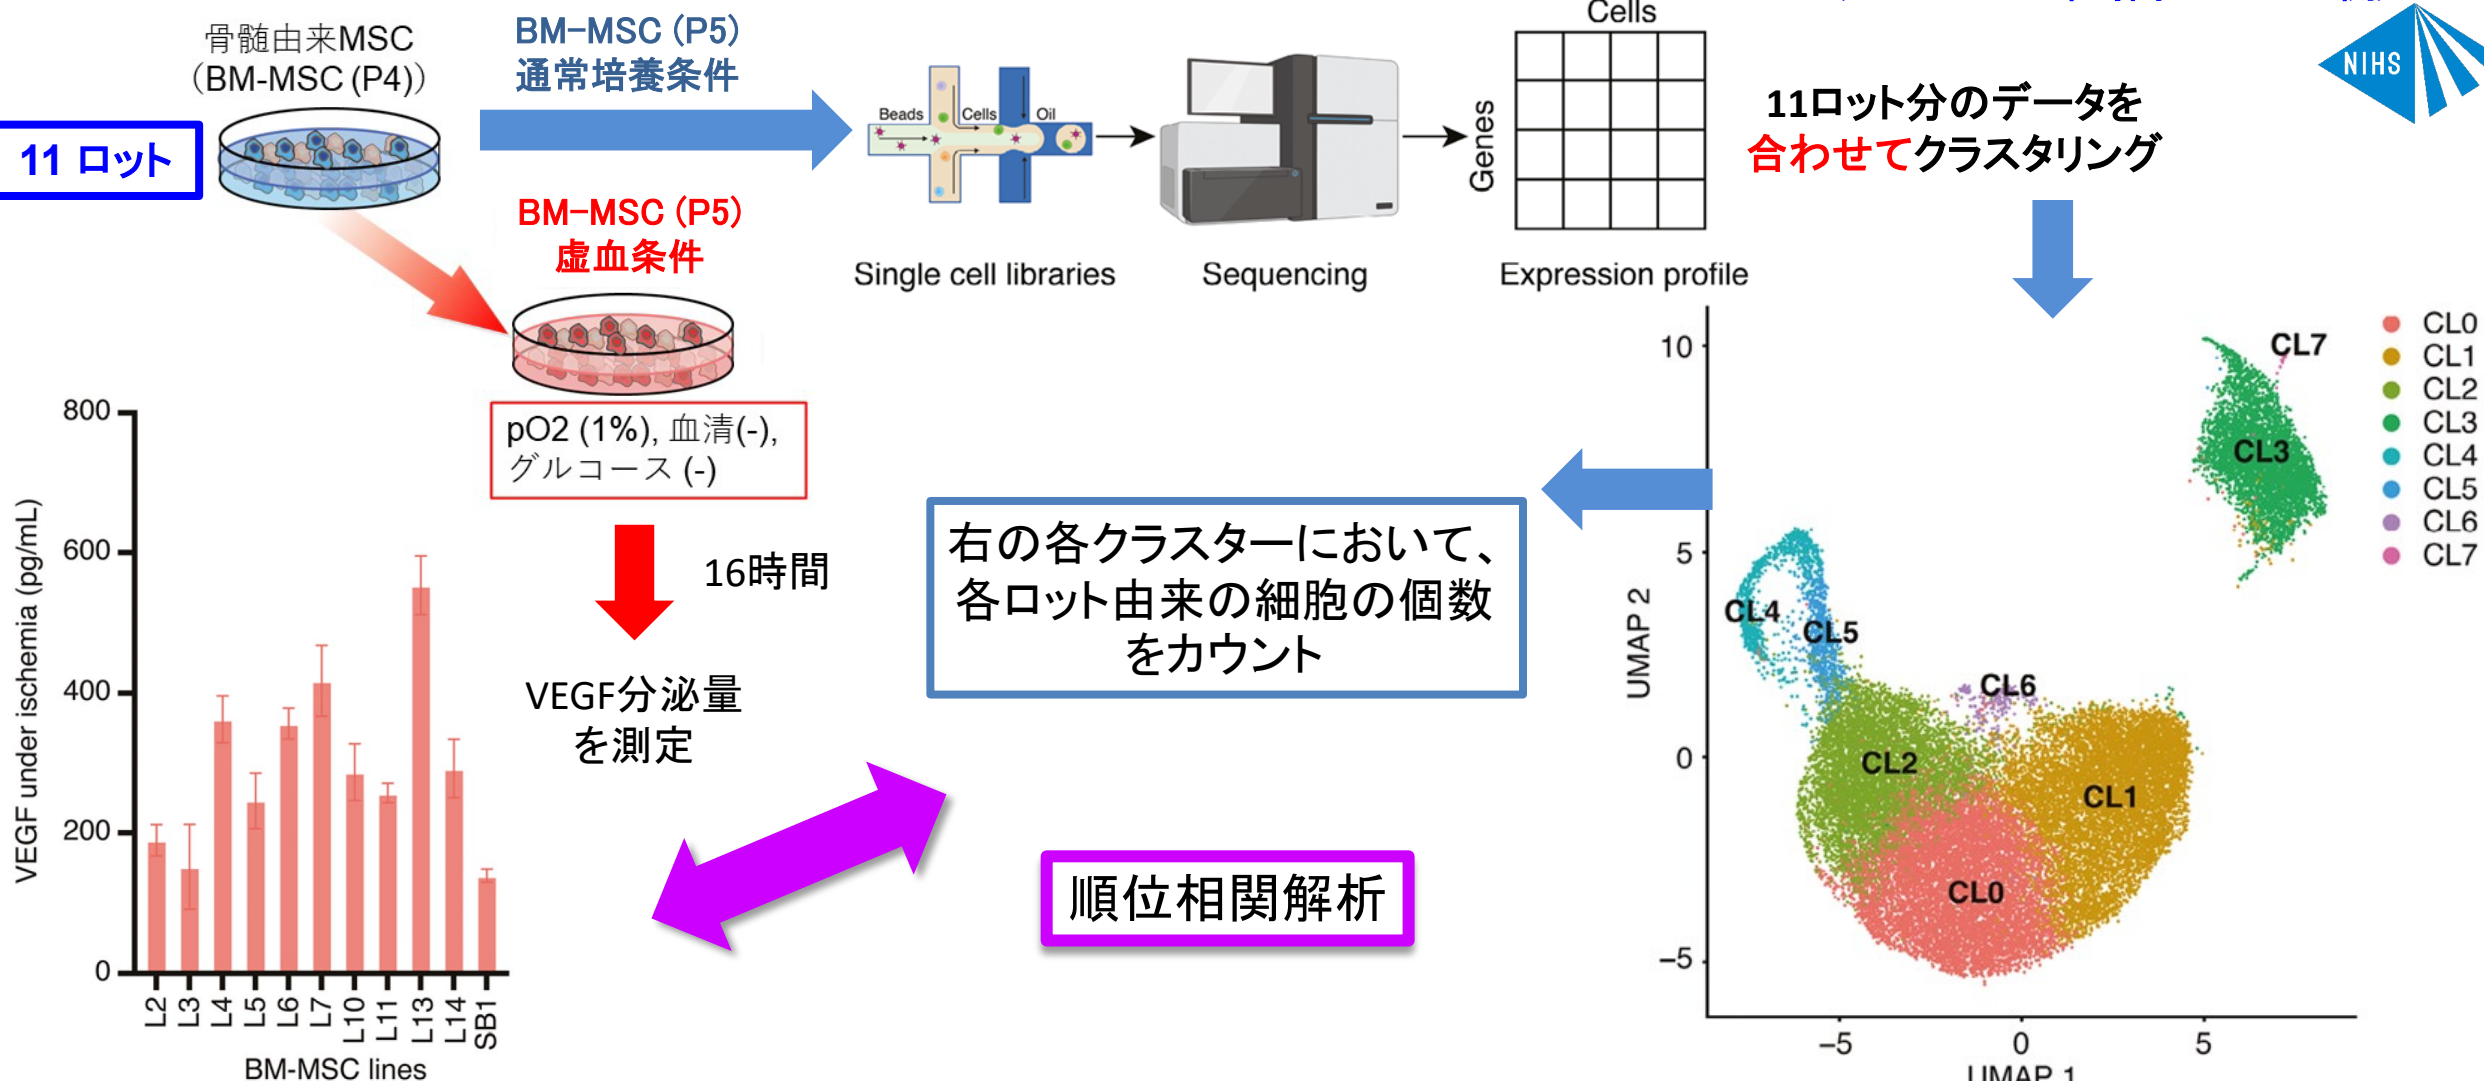 骨髄由来MSC
（BM-MSC (P4)）
11 ロット
BM-MSC (P5)
通常培養条件
BM-MSC (P5)
虚血条件
Beads
Cells
Oil
Single cell libraries
Sequencing
Cells
Genes
Expression profile
11ロット分のデータを
合わせてクラスタリング
NIHS
pO2 (1%), 血清(-),
グルコース (-)
16時間
VEGF分泌量
を測定
右の各クラスターにおいて、
各ロット由来の細胞の個数
をカウント
順位相関解析
VEGF under ischemia (pg/mL)
800
600
400
200
0
L2
L3
L4
L5
L6
L7
L10
L11
L13
L14
SB1
BM-MSC lines
UMAP 2
10
5
0
−5
−5
0
5
UMAP 1
CL7
CL3
CL4
CL5
CL6
CL2
CL1
CL0
CL0
CL1
CL2
CL3
CL4
CL5
CL6
CL7